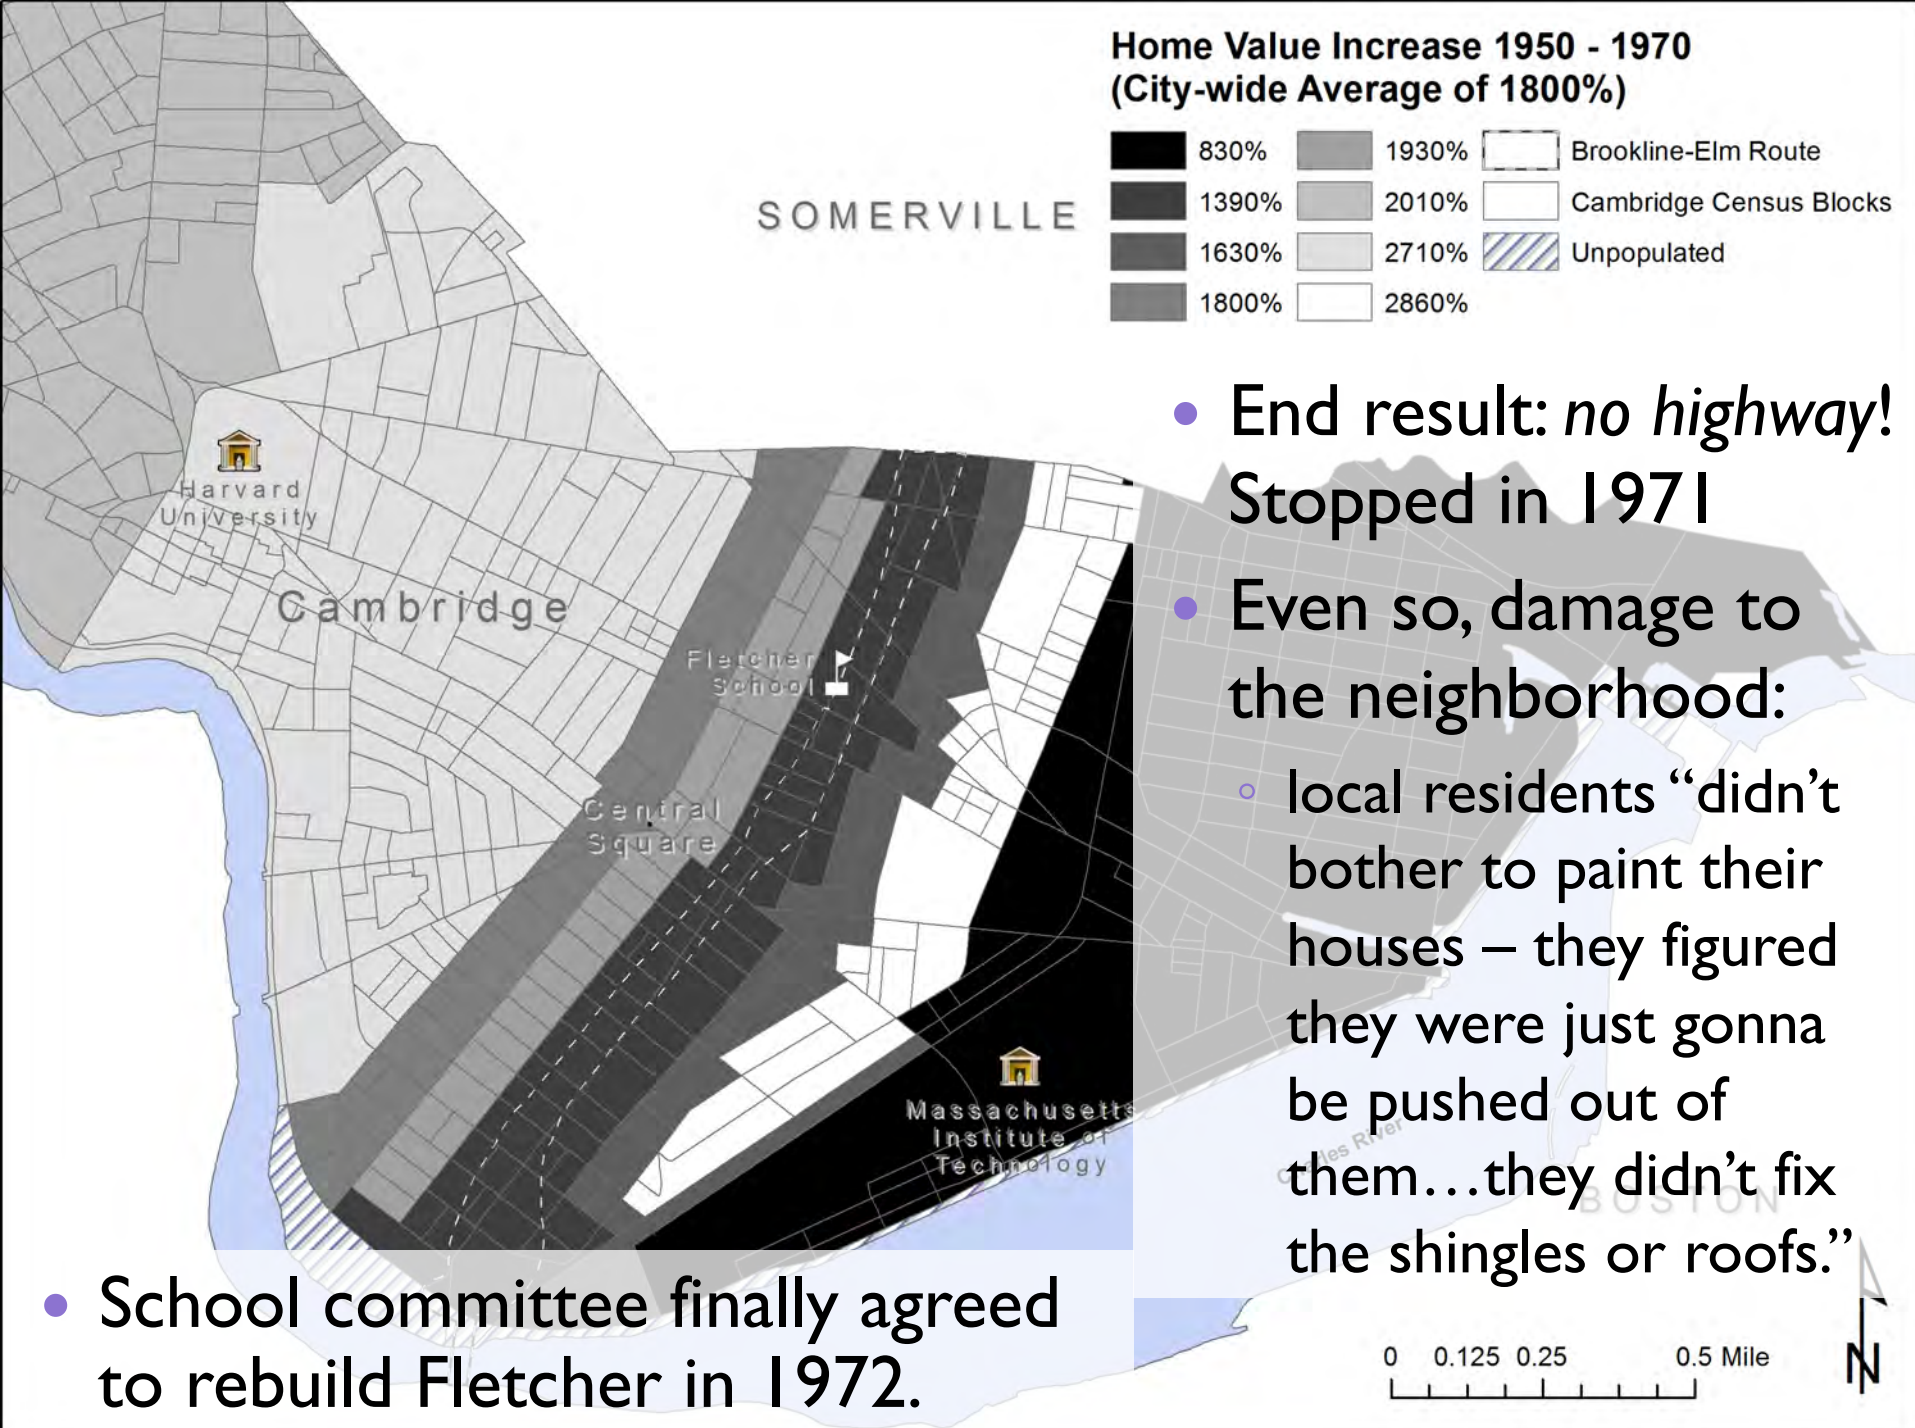 Home Value Increase 1950 - 1970
(City-wide Average of 1800%)
830%
1930%
Brookline-Elm Route
1390%
2010%
Cambridge Census Blocks
1630%
2710%
Unpopulated
1800%
2860%
SOMERVILLE
Harvard
University
Cambridge
Fletcher
School
Central
Square
Massachusetts
Institute of
Technology
• End result: no highway!
Stopped in 1971
• Even so, damage to
the neighborhood:
◦ local residents “didn’t
bother to paint their
houses – they figured
they were just gonna
be pushed out of
them…they didn’t fix
the shingles or roofs.”
Charles River
BOSTON
• School committee finally agreed
to rebuild Fletcher in 1972.
0 0.125 0.25 0.5 Mile
N